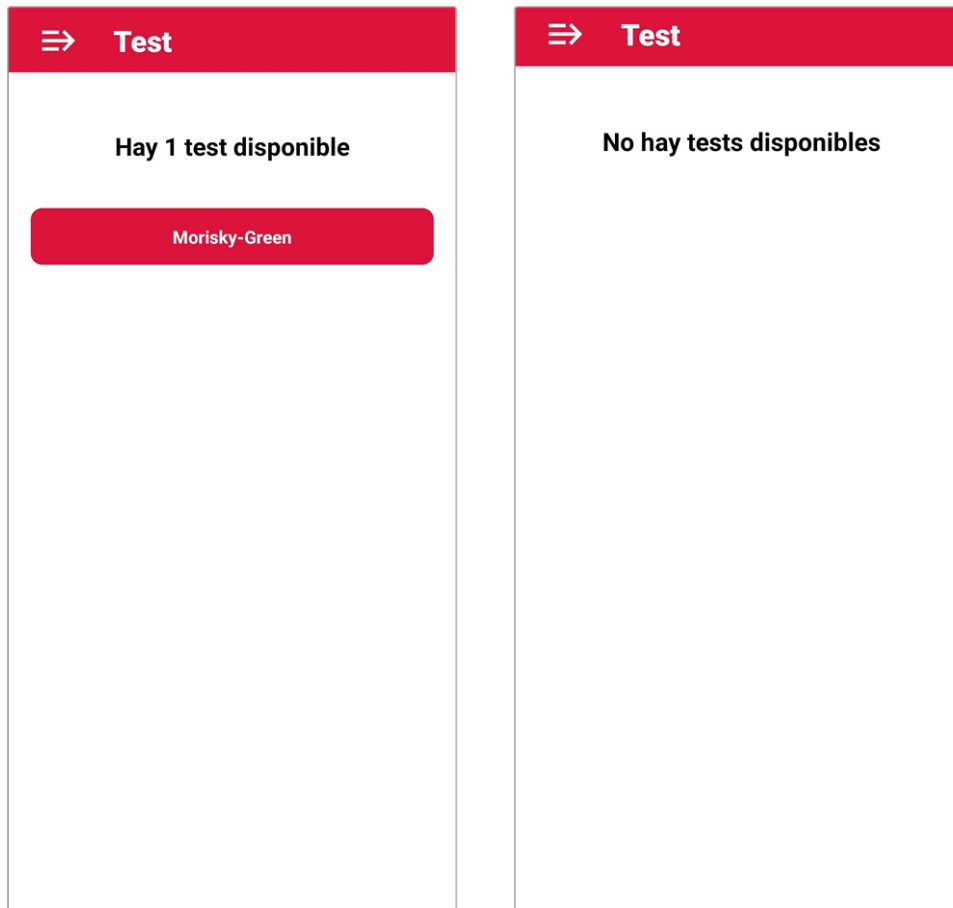 Test
Hay 1 test disponible
Morisky-Green
Test
No hay tests disponibles